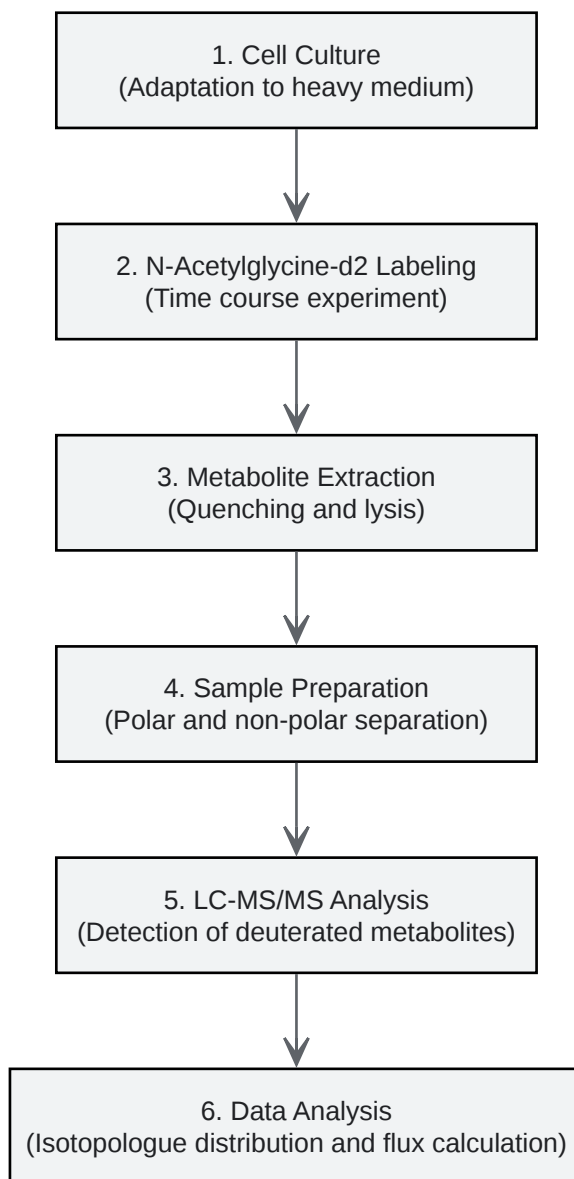 1. Cell Culture
(Adaptation to heavy medium)
2. N-Acetylglycine-d2 Labeling
(Time course experiment)
3. Metabolite Extraction
(Quenching and lysis)
4. Sample Preparation
(Polar and non-polar separation)
5. LC-MS/MS Analysis
(Detection of deuterated metabolites)
6. Data Analysis
(Isotopologue distribution and flux calculation)